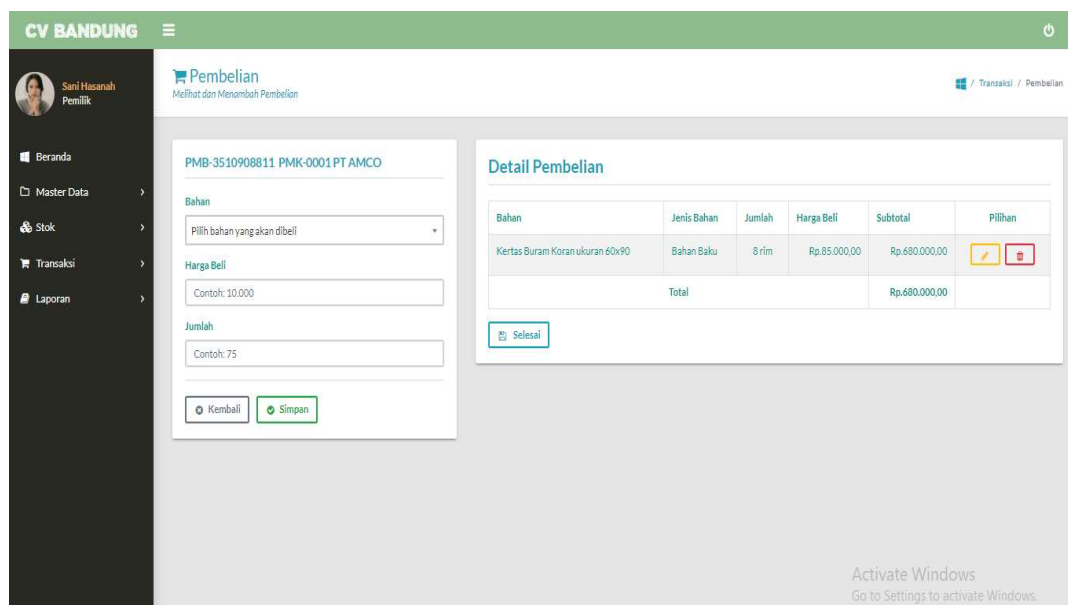 CV BANDUNG
Sani Hasanah
Pemilik
Beranda
Master Data
Stok
Transaksi
Laporan
Pembelian
Melihat dan Menambah Pembelian
/ Transaksi / Pembelian
PMB-3510908811 PMK-0001 PT AMCO
Bahan
Pilih bahan yang akan dibeli
Harga Beli
Contoh: 10.000
Jumlah
Contoh: 75
Kembali Simpan
Detail Pembelian
Bahan Jenis Bahan Jumlah Harga Beli Subtotal Pilihan
Kertas Buram Koran ukuran 60x90 Bahan Baku 8 rim Rp.85.000,00 Rp.680.000,00
Total Rp.680.000,00
Selesai
Activate Windows
Go to Settings to activate Windows.